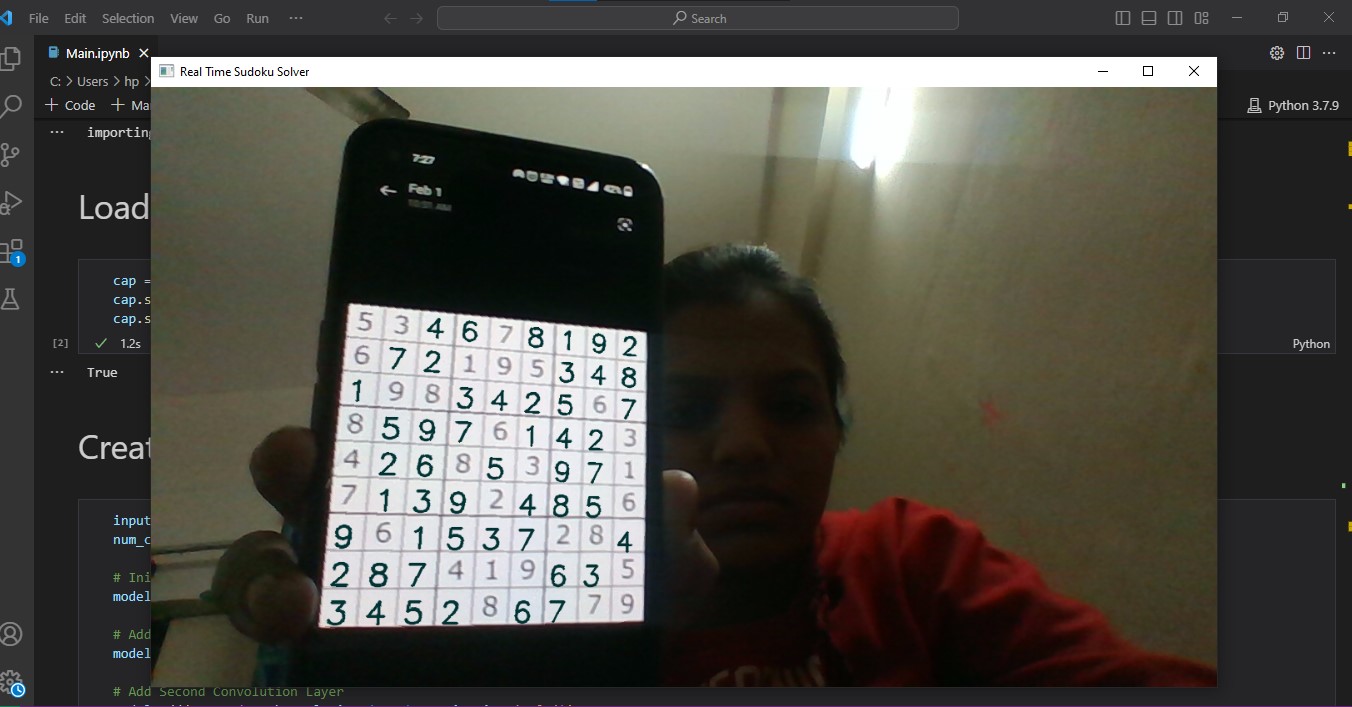 File Edit Selection View Go Run ···
Search
Main.ipynb
C: > Users > hp >
+ Code + Ma
Python 3.7.9
··· importing
Load
cap =
cap.s
cap.s
[2] 1.2s
Python
··· True
Creat
input
num_c
# Ini
model
# Add
model
# Add Second Convolution Layer
1
Real Time Sudoku Solver
7:27
Feb 1
5 3 4 6 7 8 1 9 2
6 7 2 1 9 5 3 4 8
1 9 8 3 4 2 5 6 7
8 5 9 7 6 1 4 2 3
4 2 6 8 5 3 9 7 1
7 1 3 9 2 4 8 5 6
9 6 1 5 3 7 2 8 4
2 8 7 4 1 9 6 3 5
3 4 5 2 8 6 7 7 9